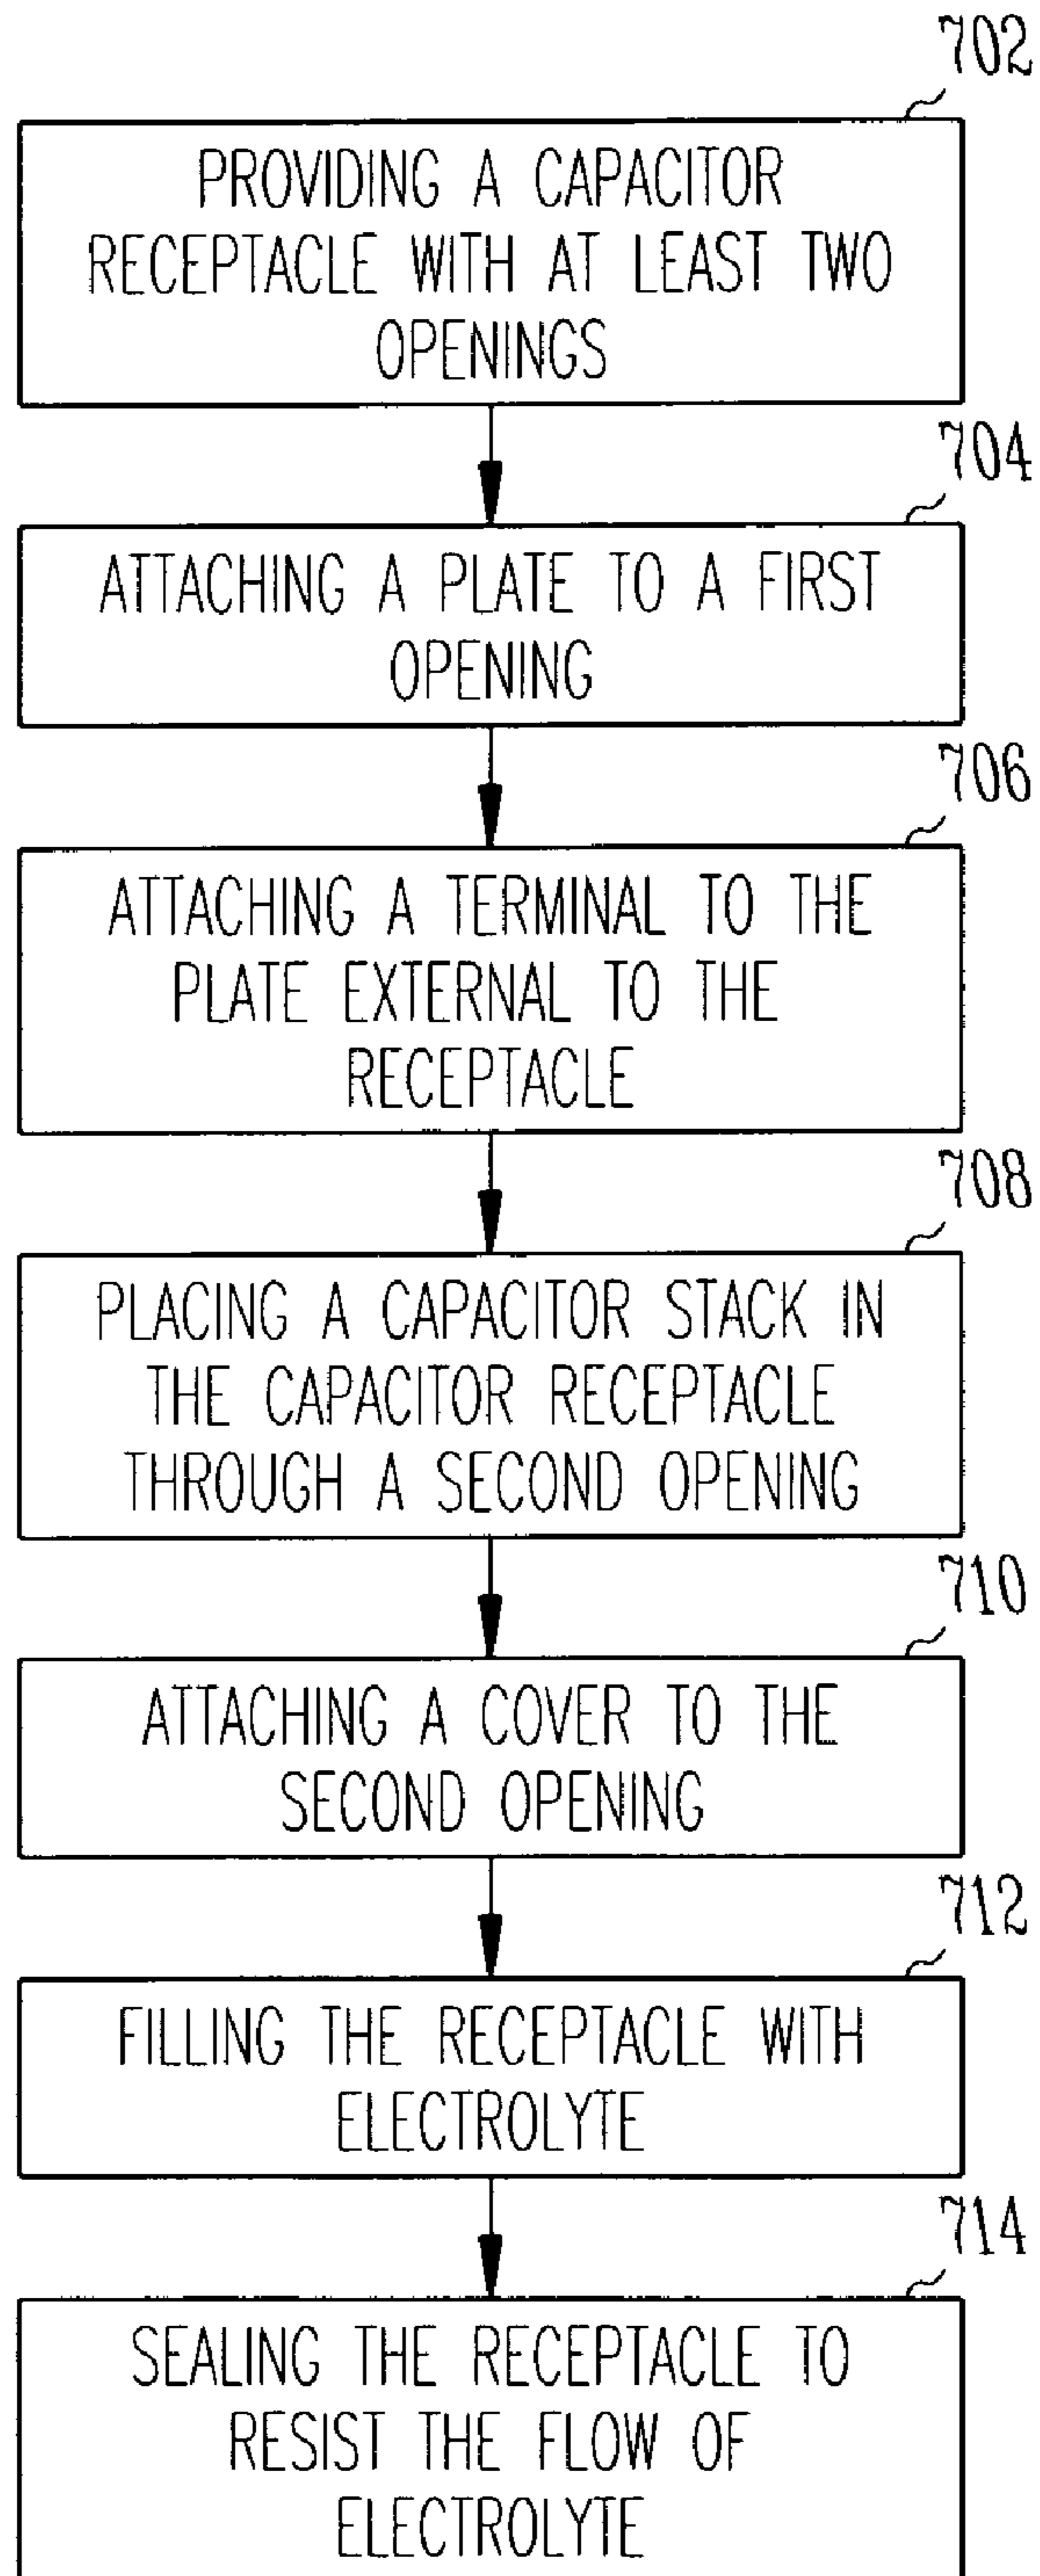 702
PROVIDING A CAPACITOR
RECEPTACLE WITH AT LEAST TWO
OPENINGS
704
ATTACHING A PLATE TO A FIRST
OPENING
706
ATTACHING A TERMINAL TO THE
PLATE EXTERNAL TO THE
RECEPTACLE
708
PLACING A CAPACITOR STACK IN
THE CAPACITOR RECEPTACLE
THROUGH A SECOND OPENING
710
ATTACHING A COVER TO THE
SECOND OPENING
712
FILLING THE RECEPTACLE WITH
ELECTROLYTE
714
SEALING THE RECEPTACLE TO
RESIST THE FLOW OF
ELECTROLYTE